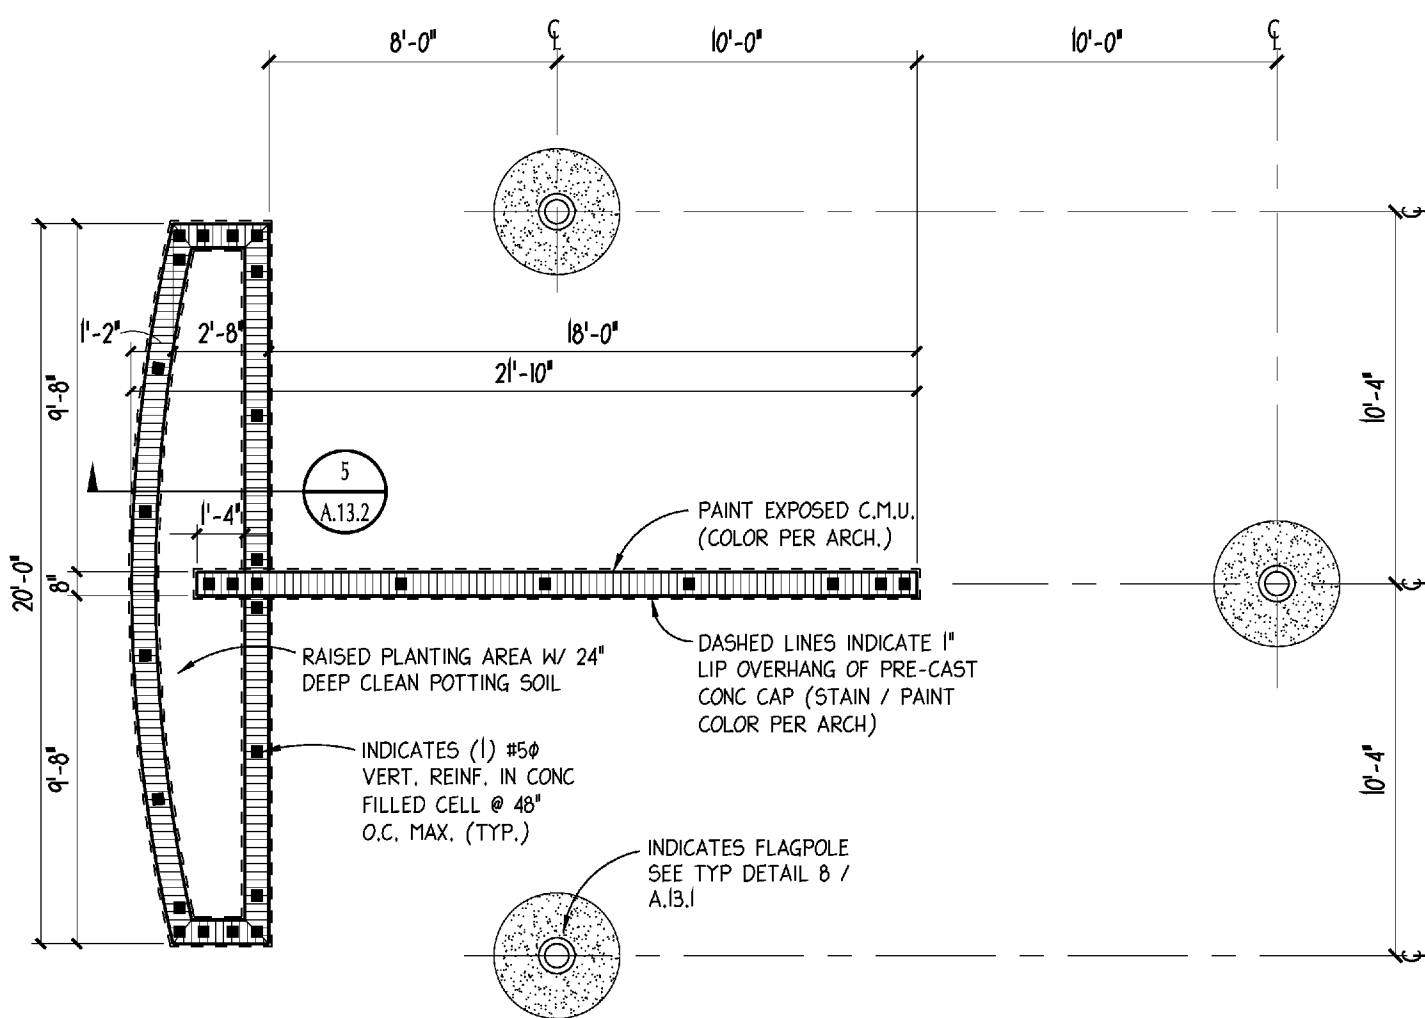 8'-0"
℄
10'-0"
10'-0"
℄
℄
1'-2"
2'-8"
18'-0"
21'-10"
9'-8"
10'-4"
5
A.13.2
1'-4"
PAINT EXPOSED C.M.U.
(COLOR PER ARCH.)
20'-0"
8"
℄
RAISED PLANTING AREA W/ 24"
DEEP CLEAN POTTING SOIL
DASHED LINES INDICATE 1"
LIP OVERHANG OF PRE-CAST
CONC CAP (STAIN / PAINT
COLOR PER ARCH)
9'-8"
10'-4"
INDICATES (1) #5ø
VERT. REINF. IN CONC
FILLED CELL @ 48"
O.C. MAX. (TYP.)
INDICATES FLAGPOLE
SEE TYP DETAIL 8 /
A.13.1
℄